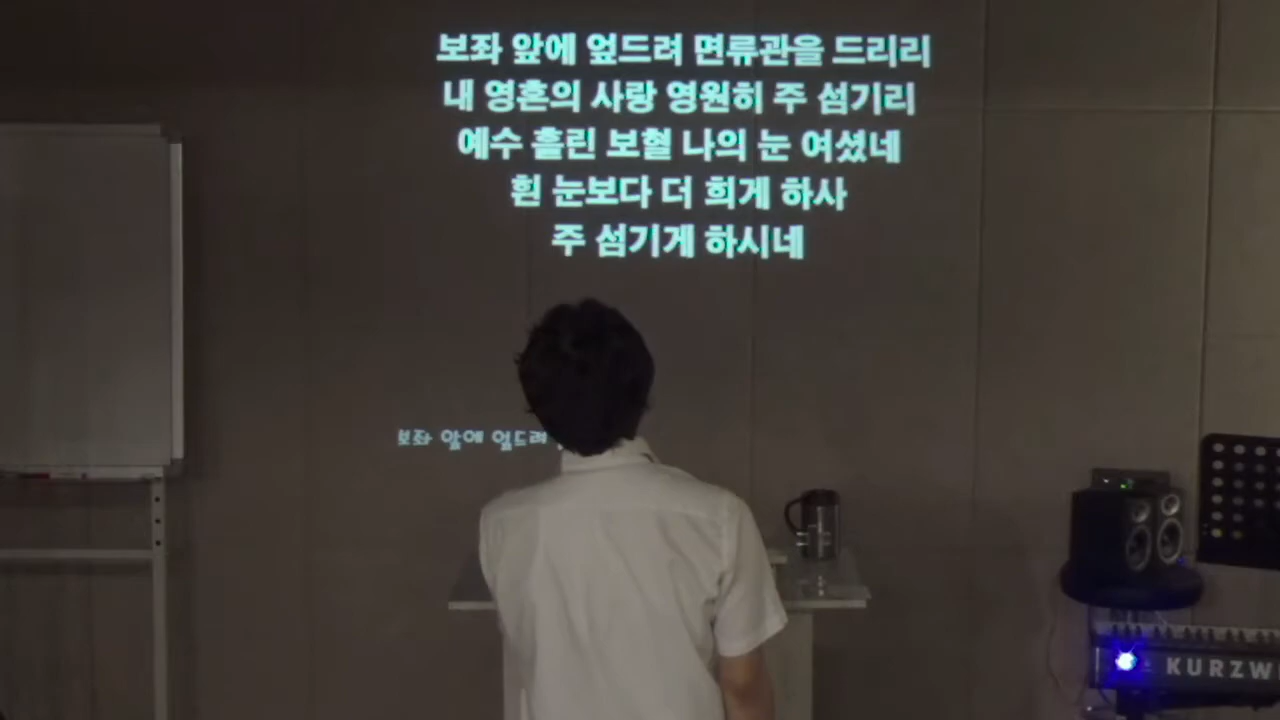 보좌 앞에 엎드려 면류관을 드리리
내 영혼의 사랑 영원히 주 섬기리
예수 흘린 보혈 나의 눈 여셨네
흰 눈보다 더 희게 하사
주 섬기게 하시네
보좌 앞에 엎드려
KURZW